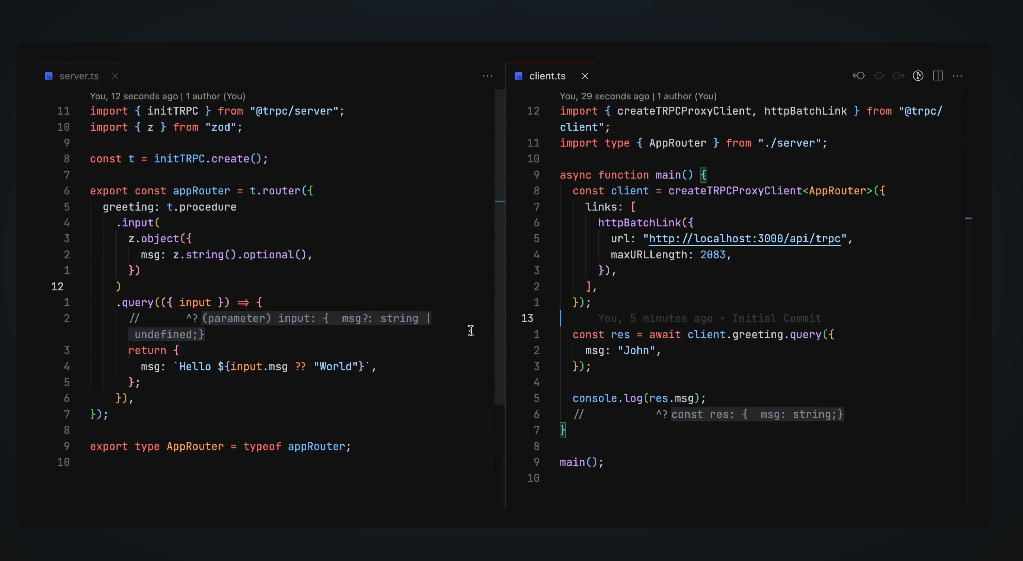 server.ts
You, 12 seconds ago | 1 author (You)
11 import { initTRPC } from "@trpc/server";
10 import { z } from "zod";
9
8 const t = initTRPC.create();
7
6 export const appRouter = t.router({
5 greeting: t.procedure
4 .input(
3 z.object({
2 msg: z.string().optional(),
1 })
12 )
1 .query(({ input }) => {
2 // ^?(parameter) input: { msg?: string |
undefined;}
3 return {
4 msg: `Hello ${input.msg ?? "World"}`,
5 };
6 }),
7 });
8
9 export type AppRouter = typeof appRouter;
10
client.ts
You, 29 seconds ago | 1 author (You)
12 import { createTRPCProxyClient, httpBatchLink } from "@trpc/
client";
11 import type { AppRouter } from "./server";
10
9 async function main() {
8 const client = createTRPCProxyClient<AppRouter>({
7 links: [
6 httpBatchLink({
5 url: "http://localhost:3000/api/trpc",
4 maxURLLength: 2083,
3 }),
2 ],
1 });
13 You, 5 minutes ago • Initial Commit
1 const res = await client.greeting.query({
2 msg: "John",
3 });
4
5 console.log(res.msg);
6 // ^?const res: { msg: string;}
7 }
8
9 main();
10